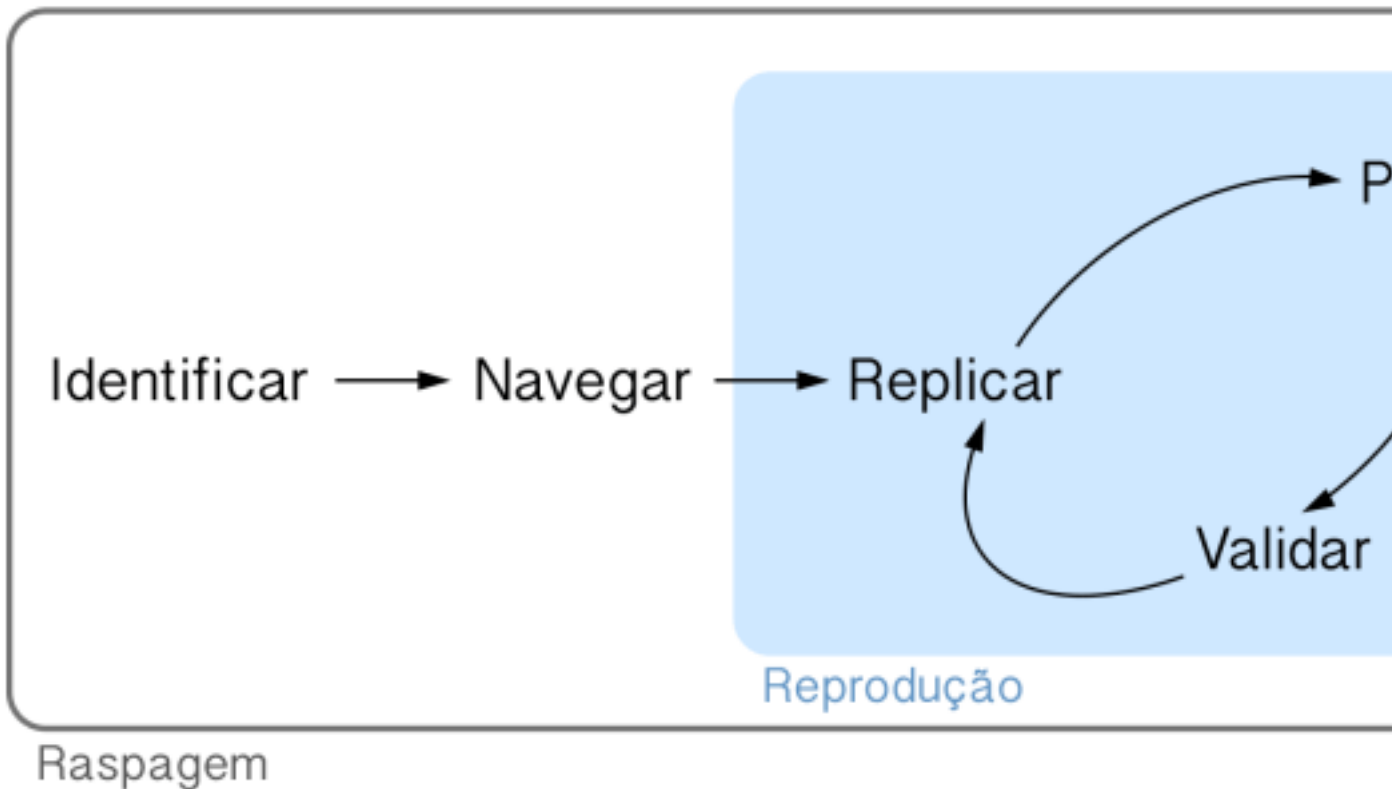 Identificar
Navegar
Replicar
Validar
Reprodução
Raspagem